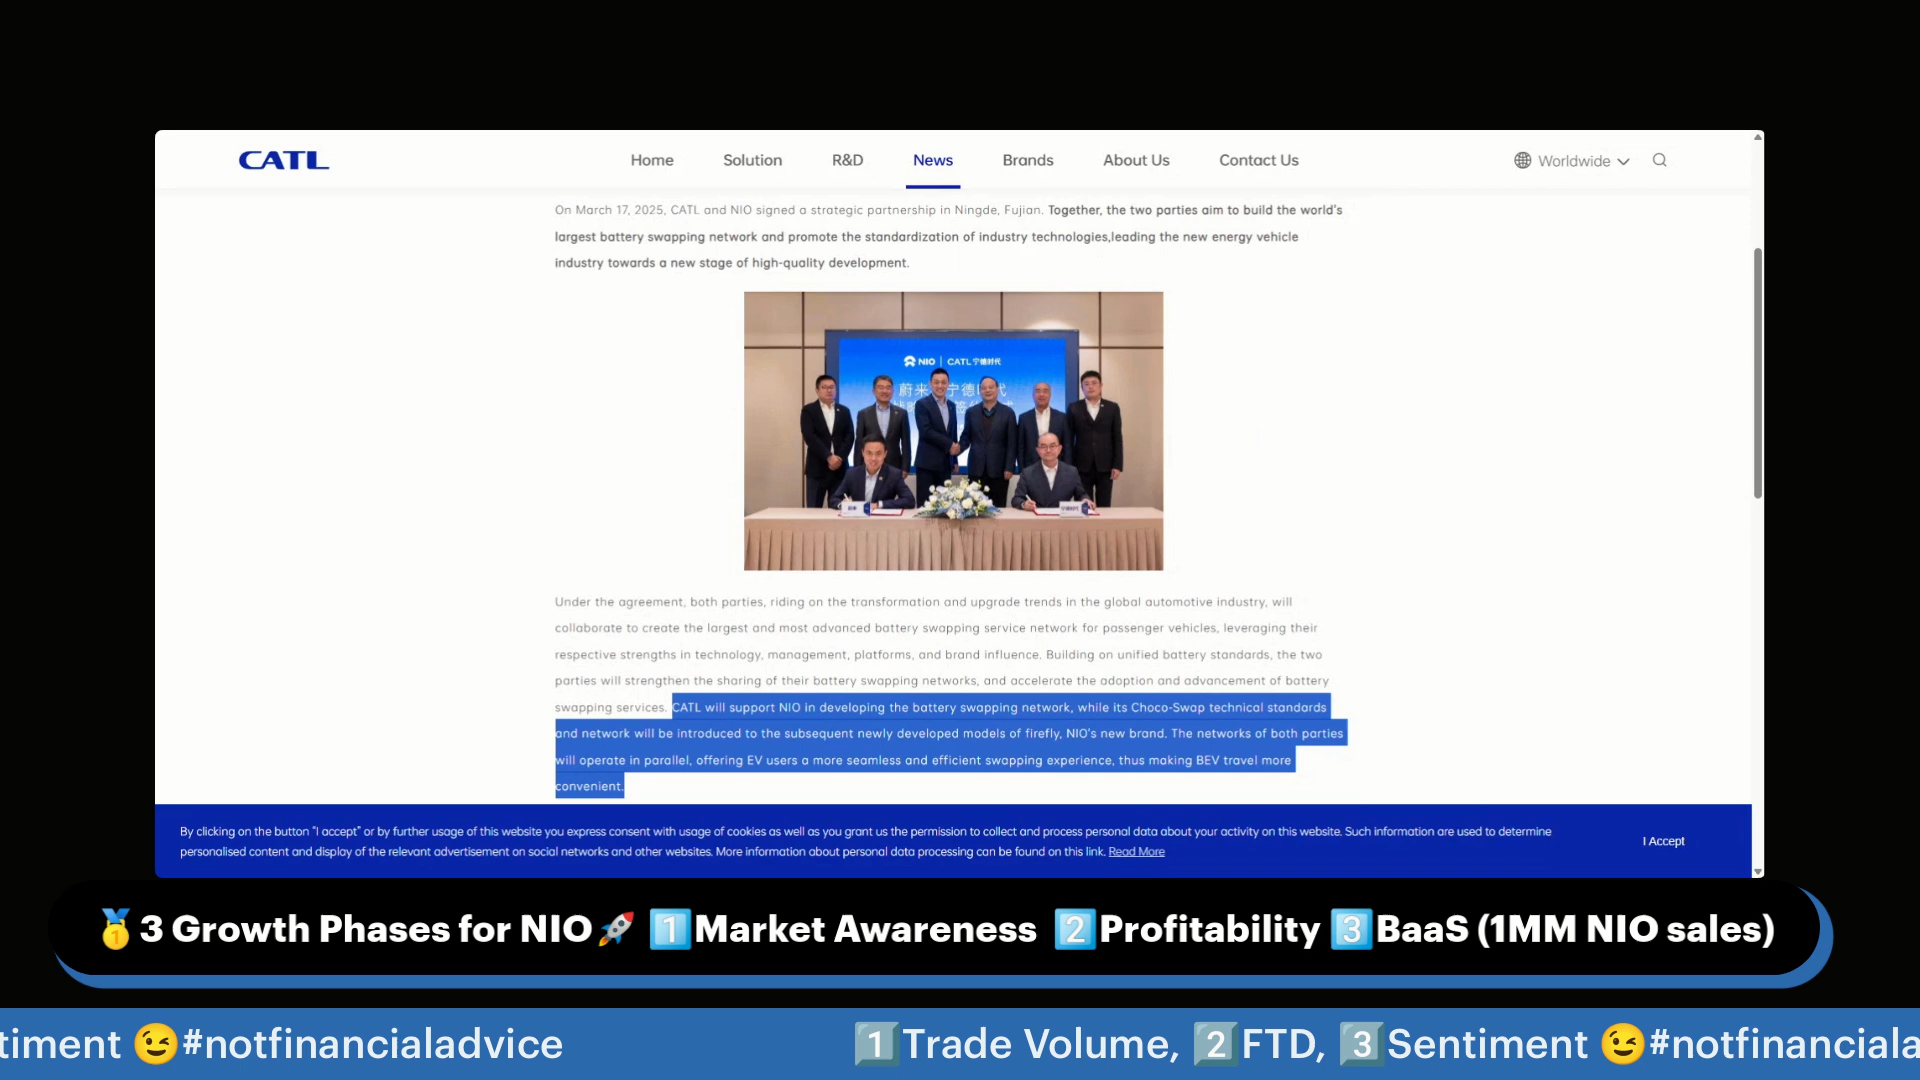 CATL
Home Solution R&D News Brands About Us Contact Us Worldwide
On March 17, 2025, CATL and NIO signed a strategic partnership in Ningde, Fujian. Together, the two parties aim to build the world's
largest battery swapping network and promote the standardization of industry technologies,leading the new energy vehicle
industry towards a new stage of high-quality development.
NIO | CATL 宁德时代
蔚来 宁德时代
Under the agreement, both parties, riding on the transformation and upgrade trends in the global automotive industry, will
collaborate to create the largest and most advanced battery swapping service network for passenger vehicles, leveraging their
respective strengths in technology, management, platforms, and brand influence. Building on unified battery standards, the two
parties will strengthen the sharing of their battery swapping networks, and accelerate the adoption and advancement of battery
swapping services. CATL will support NIO in developing the battery swapping network, while its Choco-Swap technical standards
and network will be introduced to the subsequent newly developed models of firefly, NIO's new brand. The networks of both parties
will operate in parallel, offering EV users a more seamless and efficient swapping experience, thus making BEV travel more
convenient.
By clicking on the button "I accept" or by further usage of this website you express consent with usage of cookies as well as you grant us the permission to collect and process personal data about your activity on this website. Such information are used to determine
personalised content and display of the relevant advertisement on social networks and other websites. More information about personal data processing can be found on this link. Read More
I Accept
🥇3 Growth Phases for NIO🚀 1️⃣Market Awareness 2️⃣Profitability 3️⃣BaaS (1MM NIO sales)
timent 😉#notfinancialadvice 1️⃣Trade Volume, 2️⃣FTD, 3️⃣Sentiment 😉#notfinanciala